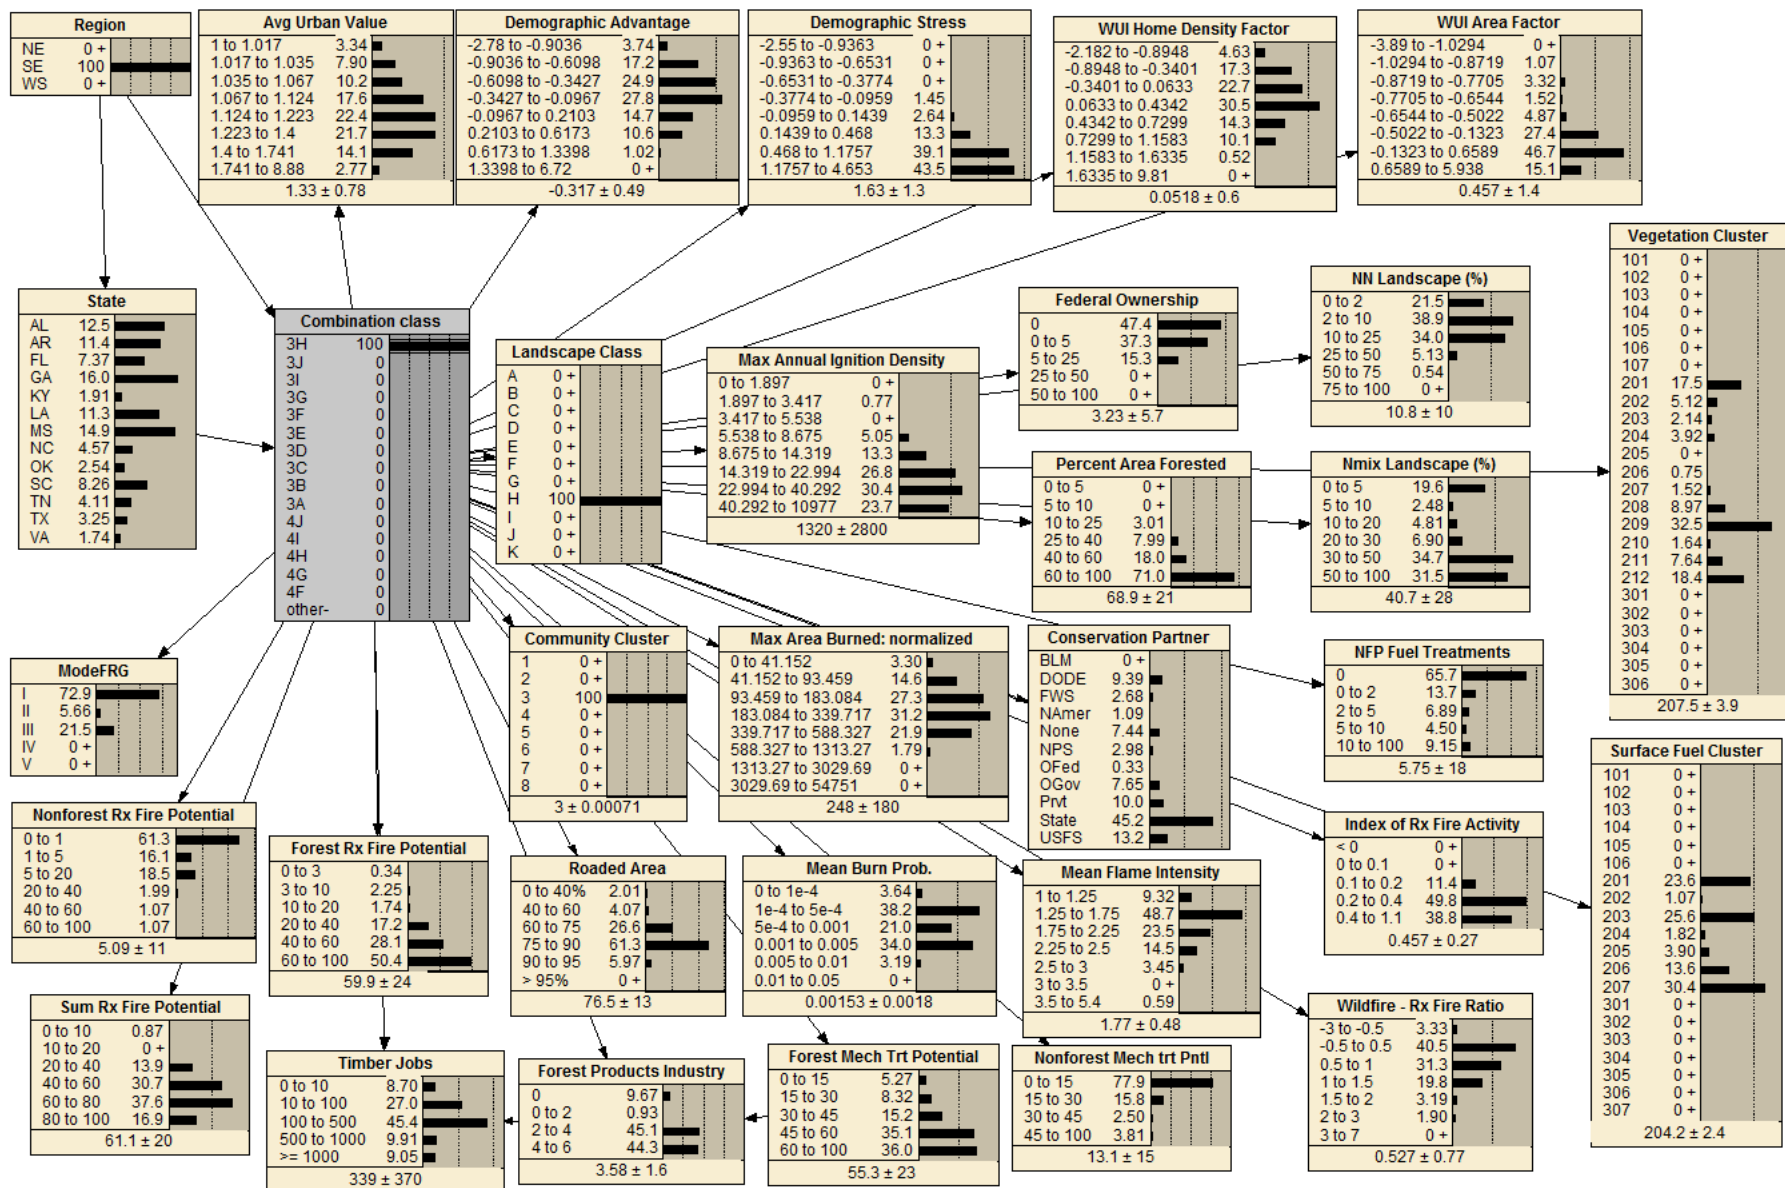 Region
NE 0 +
SE 100
WS 0 +
Avg Urban Value
1 to 1.017 3.34
1.017 to 1.035 7.90
1.035 to 1.067 10.2
1.067 to 1.124 17.6
1.124 to 1.223 22.4
1.223 to 1.4 21.7
1.4 to 1.741 14.1
1.741 to 8.88 2.77
1.33 ± 0.78
Demographic Advantage
-2.78 to -0.9036 3.74
-0.9036 to -0.6098 17.2
-0.6098 to -0.3427 24.9
-0.3427 to -0.0967 27.8
-0.0967 to 0.2103 14.7
0.2103 to 0.6173 10.6
0.6173 to 1.3398 1.02
1.3398 to 6.72 0 +
-0.317 ± 0.49
Demographic Stress
-2.55 to -0.9363 0 +
-0.9363 to -0.6531 0 +
-0.6531 to -0.3774 0 +
-0.3774 to -0.0959 1.45
-0.0959 to 0.1439 2.64
0.1439 to 0.468 13.3
0.468 to 1.1757 39.1
1.1757 to 4.653 43.5
1.63 ± 1.3
WUI Home Density Factor
-2.182 to -0.8948 4.63
-0.8948 to -0.3401 17.3
-0.3401 to 0.0633 22.7
0.0633 to 0.4342 30.5
0.4342 to 0.7299 14.3
0.7299 to 1.1583 10.1
1.1583 to 1.6335 0.52
1.6335 to 9.81 0 +
0.0518 ± 0.6
WUI Area Factor
-3.89 to -1.0294 0 +
-1.0294 to -0.8719 1.07
-0.8719 to -0.7705 3.32
-0.7705 to -0.6544 1.52
-0.6544 to -0.5022 4.87
-0.5022 to -0.1323 27.4
-0.1323 to 0.6589 46.7
0.6589 to 5.938 15.1
0.457 ± 1.4
State
AL 12.5
AR 11.4
FL 7.37
GA 16.0
KY 1.91
LA 11.3
MS 14.9
NC 4.57
OK 2.54
SC 8.26
TN 4.11
TX 3.25
VA 1.74
Combination class
3H 100
3J 0
3I 0
3G 0
3F 0
3E 0
3D 0
3C 0
3B 0
3A 0
4J 0
4I 0
4H 0
4G 0
4F 0
other- 0
Landscape Class
A 0 +
B 0 +
C 0 +
D 0 +
E 0 +
F 0 +
G 0 +
H 100
I 0 +
J 0 +
K 0 +
Max Annual Ignition Density
0 to 1.897 0 +
1.897 to 3.417 0.77
3.417 to 5.538 0 +
5.538 to 8.675 5.05
8.675 to 14.319 13.3
14.319 to 22.994 26.8
22.994 to 40.292 30.4
40.292 to 10977 23.7
1320 ± 2800
Federal Ownership
0 47.4
0 to 5 37.3
5 to 25 15.3
25 to 50 0 +
50 to 100 0 +
3.23 ± 5.7
NN Landscape (%)
0 to 2 21.5
2 to 10 38.9
10 to 25 34.0
25 to 50 5.13
50 to 75 0.54
75 to 100 0 +
10.8 ± 10
Vegetation Cluster
101 0 +
102 0 +
103 0 +
104 0 +
105 0 +
106 0 +
107 0 +
201 17.5
202 5.12
203 2.14
204 3.92
205 0 +
206 0.75
207 1.52
208 8.97
209 32.5
210 1.64
211 7.64
212 18.4
301 0 +
302 0 +
303 0 +
304 0 +
305 0 +
306 0 +
207.5 ± 3.9
Percent Area Forested
0 to 5 0 +
5 to 10 0 +
10 to 25 3.01
25 to 40 7.99
40 to 60 18.0
60 to 100 71.0
68.9 ± 21
Nmix Landscape (%)
0 to 5 19.6
5 to 10 2.48
10 to 20 4.81
20 to 30 6.90
30 to 50 34.7
50 to 100 31.5
40.7 ± 28
ModeFRG
I 72.9
II 5.66
III 21.5
IV 0 +
V 0 +
Community Cluster
1 0 +
2 0 +
3 100
4 0 +
5 0 +
6 0 +
7 0 +
8 0 +
3 ± 0.00071
Max Area Burned: normalized
0 to 41.152 3.30
41.152 to 93.459 14.6
93.459 to 183.084 27.3
183.084 to 339.717 31.2
339.717 to 588.327 21.9
588.327 to 1313.27 1.79
1313.27 to 3029.69 0 +
3029.69 to 54751 0 +
248 ± 180
Conservation Partner
BLM 0 +
DODE 9.39
FWS 2.68
NAmer 1.09
None 7.44
NPS 2.98
OFed 0.33
OGov 7.65
Prvt 10.0
State 45.2
USFS 13.2
NFP Fuel Treatments
0 65.7
0 to 2 13.7
2 to 5 6.89
5 to 10 4.50
10 to 100 9.15
5.75 ± 18
Surface Fuel Cluster
101 0 +
102 0 +
103 0 +
104 0 +
105 0 +
106 0 +
201 23.6
202 1.07
203 25.6
204 1.82
205 3.90
206 13.6
207 30.4
301 0 +
302 0 +
303 0 +
304 0 +
305 0 +
306 0 +
307 0 +
204.2 ± 2.4
Nonforest Rx Fire Potential
0 to 1 61.3
1 to 5 16.1
5 to 20 18.5
20 to 40 1.99
40 to 60 1.07
60 to 100 1.07
5.09 ± 11
Forest Rx Fire Potential
0 to 3 0.34
3 to 10 2.25
10 to 20 1.74
20 to 40 17.2
40 to 60 28.1
60 to 100 50.4
59.9 ± 24
Roaded Area
0 to 40% 2.01
40 to 60 4.07
60 to 75 26.6
75 to 90 61.3
90 to 95 5.97
> 95% 0 +
76.5 ± 13
Mean Burn Prob.
0 to 1e-4 3.64
1e-4 to 5e-4 38.2
5e-4 to 0.001 21.0
0.001 to 0.005 34.0
0.005 to 0.01 3.19
0.01 to 0.05 0 +
0.00153 ± 0.0018
Mean Flame Intensity
1 to 1.25 9.32
1.25 to 1.75 48.7
1.75 to 2.25 23.5
2.25 to 2.5 14.5
2.5 to 3 3.45
3 to 3.5 0 +
3.5 to 5.4 0.59
1.77 ± 0.48
Index of Rx Fire Activity
< 0 0 +
0 to 0.1 0 +
0.1 to 0.2 11.4
0.2 to 0.4 49.8
0.4 to 1.1 38.8
0.457 ± 0.27
Sum Rx Fire Potential
0 to 10 0.87
10 to 20 0 +
20 to 40 13.9
40 to 60 30.7
60 to 80 37.6
80 to 100 16.9
61.1 ± 20
Timber Jobs
0 to 10 8.70
10 to 100 27.0
100 to 500 45.4
500 to 1000 9.91
>= 1000 9.05
339 ± 370
Forest Products Industry
0 9.67
0 to 2 0.93
2 to 4 45.1
4 to 6 44.3
3.58 ± 1.6
Forest Mech Trt Potential
0 to 15 5.27
15 to 30 8.32
30 to 45 15.2
45 to 60 35.1
60 to 100 36.0
55.3 ± 23
Nonforest Mech trt Pntl
0 to 15 77.9
15 to 30 15.8
30 to 45 2.50
45 to 100 3.81
13.1 ± 15
Wildfire - Rx Fire Ratio
-3 to -0.5 3.33
-0.5 to 0.5 40.5
0.5 to 1 31.3
1 to 1.5 19.8
1.5 to 2 3.19
2 to 3 1.90
3 to 7 0 +
0.527 ± 0.77